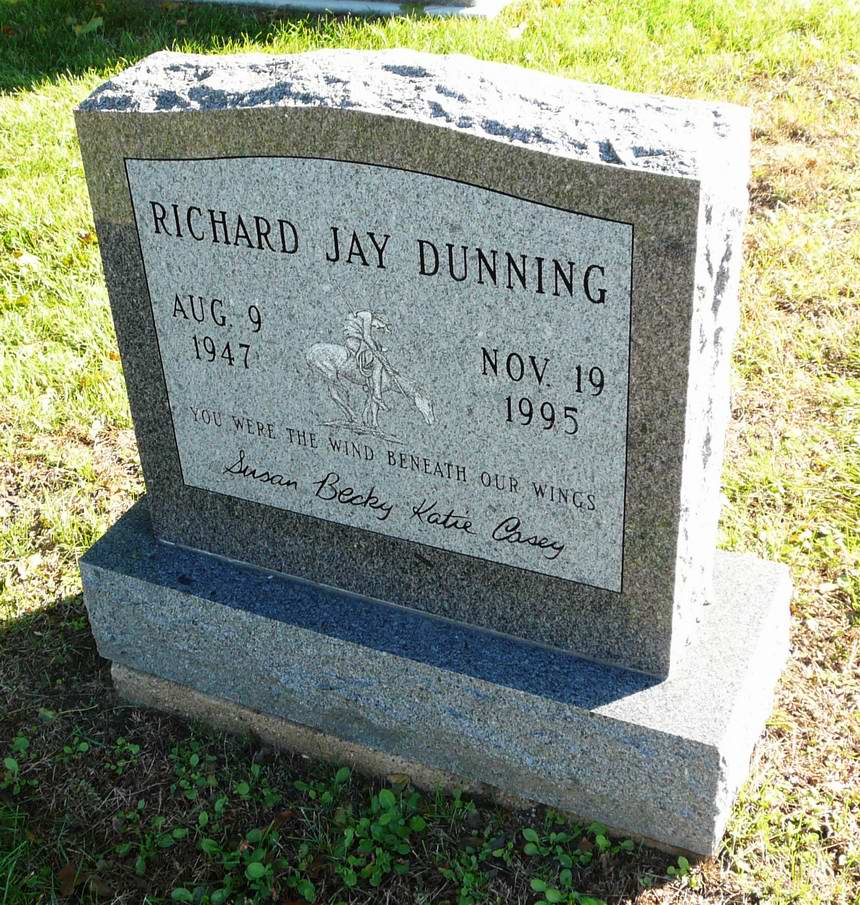 RICHARD JAY DUNNING
AUG. 9
1947
NOV. 19
1995
YOU WERE THE WIND BENEATH OUR WINGS
Susan Becky Katie Casey